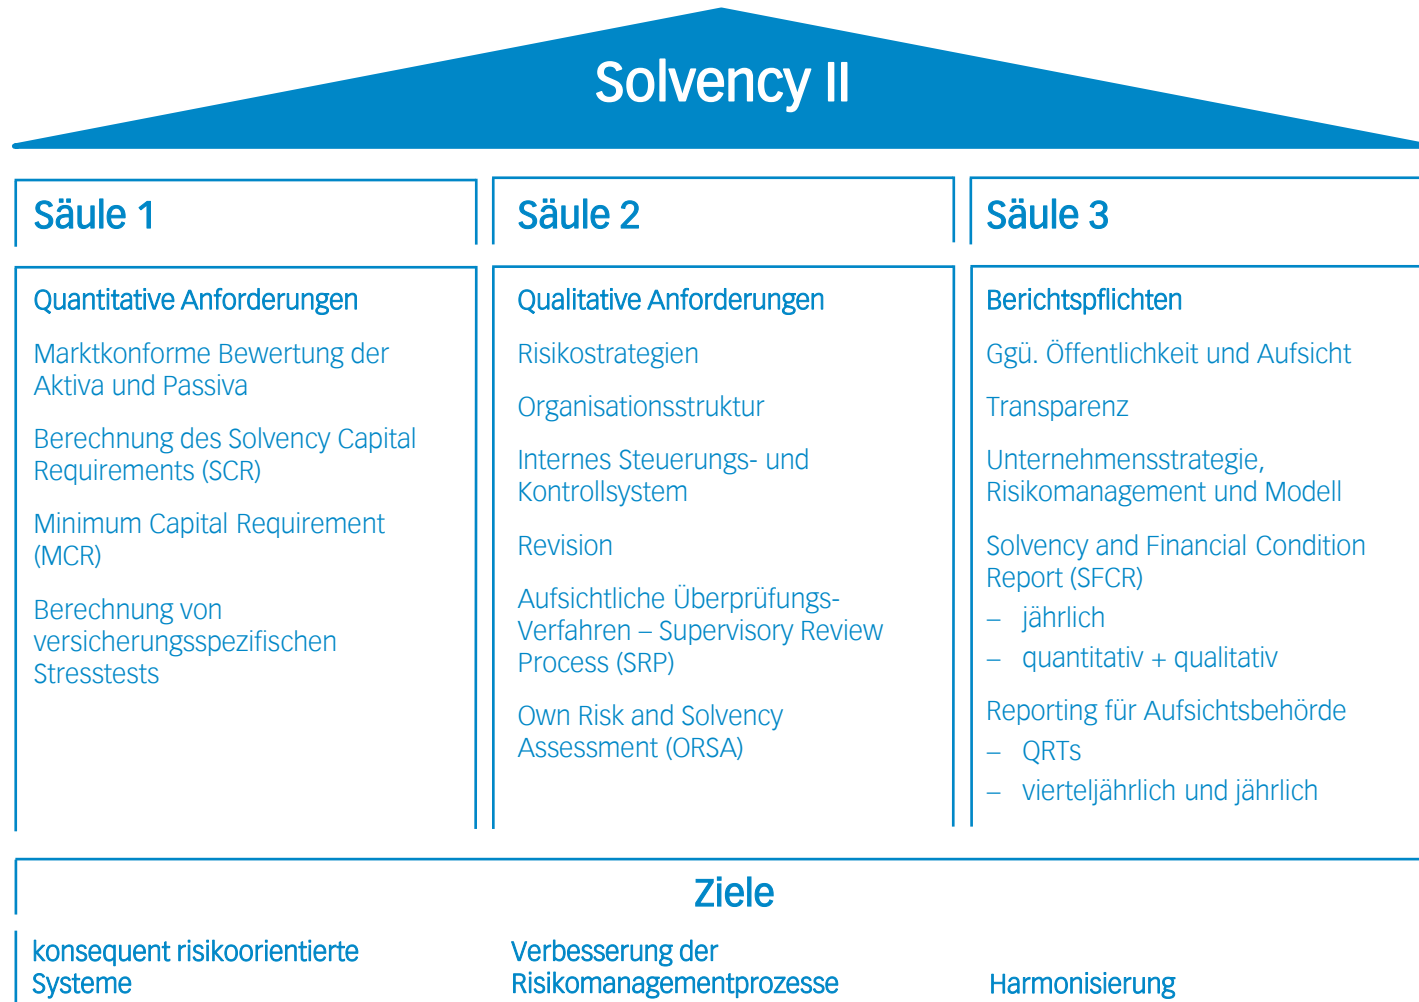 Solvency II
Säule 1
Quantitative Anforderungen
Marktkonforme Bewertung der
Aktiva und Passiva
Berechnung des Solvency Capital
Requirements (SCR)
Minimum Capital Requirement
(MCR)
Berechnung von
versicherungsspezifischen
Stresstests
Säule 2
Qualitative Anforderungen
Risikostrategien
Organisationsstruktur
Internes Steuerungs- und
Kontrollsystem
Revision
Aufsichtliche Überprüfungs-
Verfahren – Supervisory Review
Process (SRP)
Own Risk and Solvency
Assessment (ORSA)
Säule 3
Berichtspflichten
Ggü. Öffentlichkeit und Aufsicht
Transparenz
Unternehmensstrategie,
Risikomanagement und Modell
Solvency and Financial Condition
Report (SFCR)
– jährlich
– quantitativ + qualitativ
Reporting für Aufsichtsbehörde
– QRTs
– vierteljährlich und jährlich
Ziele
konsequent risikoorientierte
Systeme
Verbesserung der
Risikomanagementprozesse
Harmonisierung